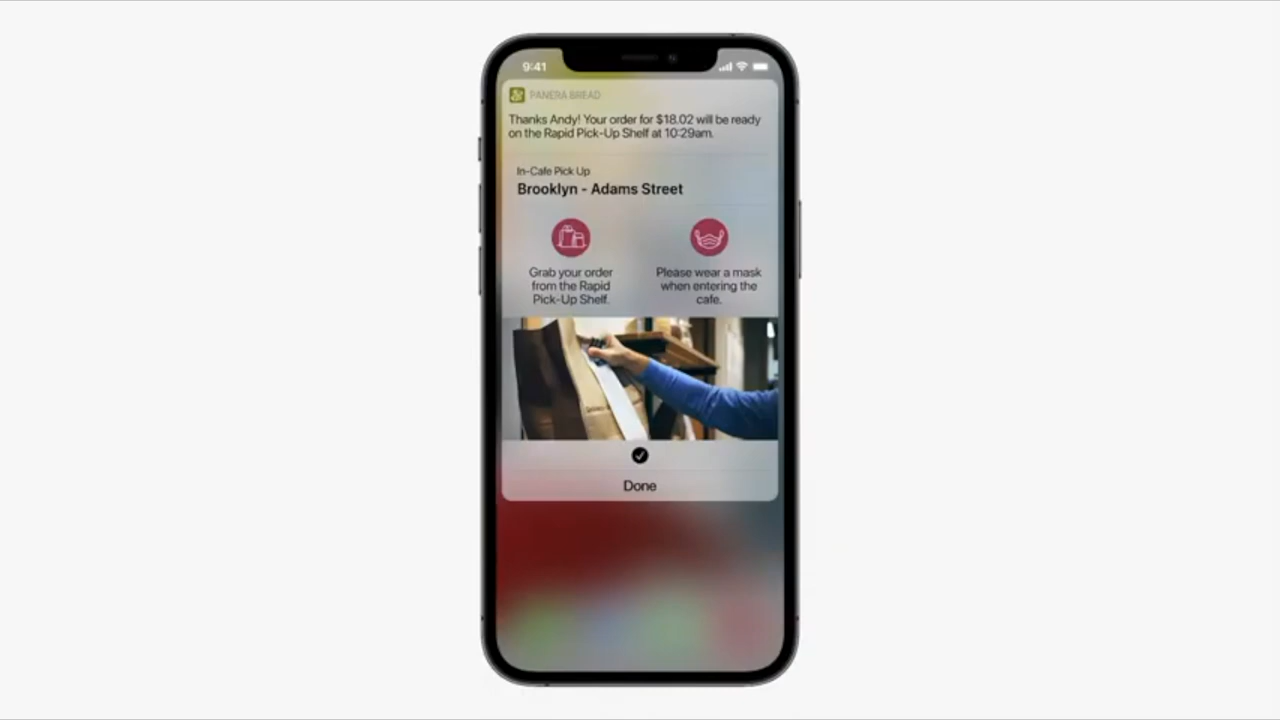 9:41
PANERA BREAD
Thanks Andy! Your order for $18.02 will be ready
on the Rapid Pick-Up Shelf at 10:29am.
In-Cafe Pick Up
Brooklyn - Adams Street
Grab your order
from the Rapid
Pick-Up Shelf.
Please wear a mask
when entering the
cafe.
Done